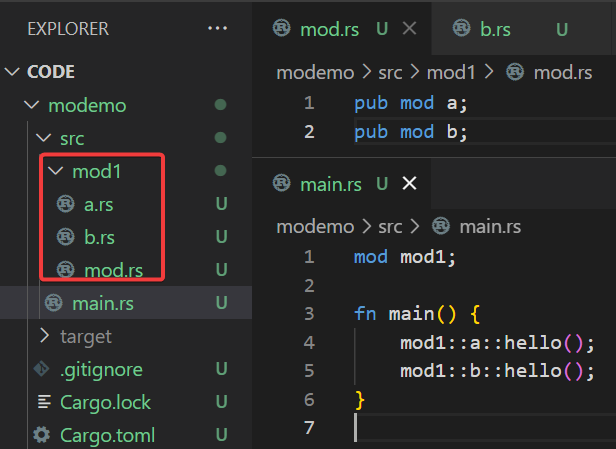 EXPLORER ...
CODE
modemo
src
mod1
a.rs U
b.rs U
mod.rs U
main.rs U
target
.gitignore U
Cargo.lock U
Cargo.toml U
mod.rs U b.rs U
modemo > src > mod1 > mod.rs
1 pub mod a;
2 pub mod b;
main.rs U
modemo > src > main.rs
1 mod mod1;
2
3 fn main() {
4 mod1::a::hello();
5 mod1::b::hello();
6 }
7